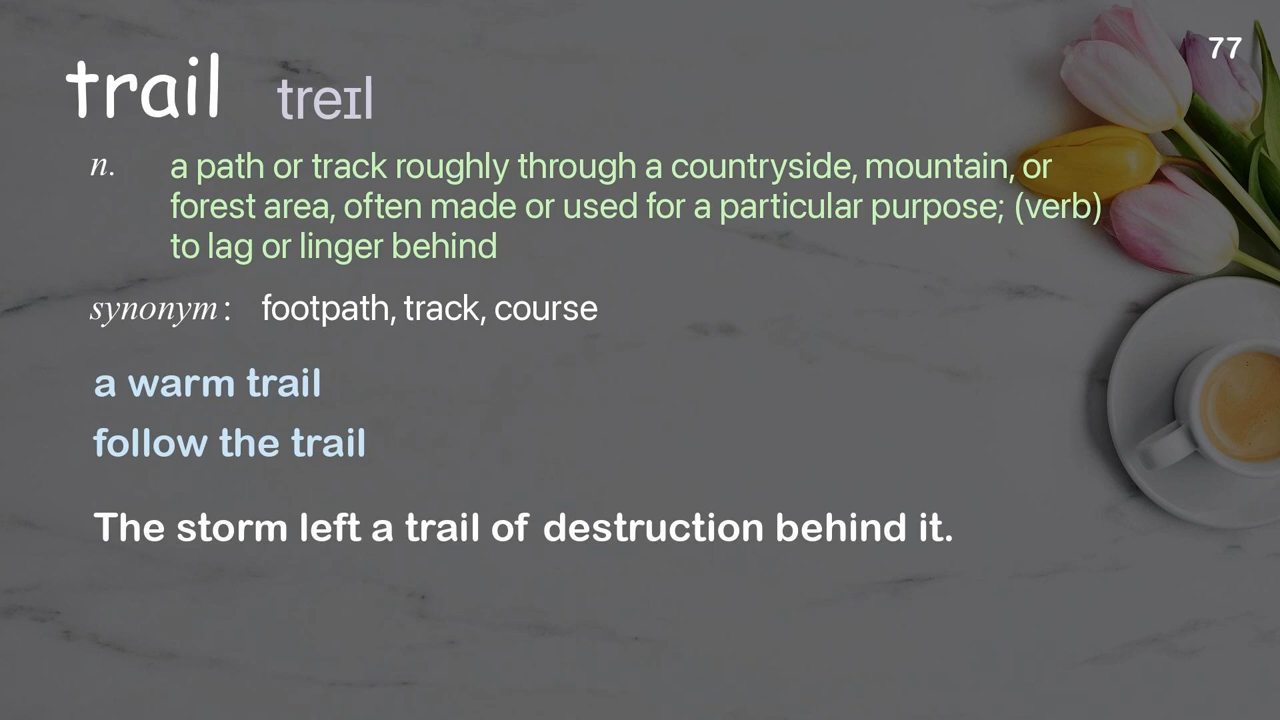 77
trail treɪl
n. a path or track roughly through a countryside, mountain, or
forest area, often made or used for a particular purpose; (verb)
to lag or linger behind
synonym: footpath, track, course
a warm trail
follow the trail
The storm left a trail of destruction behind it.